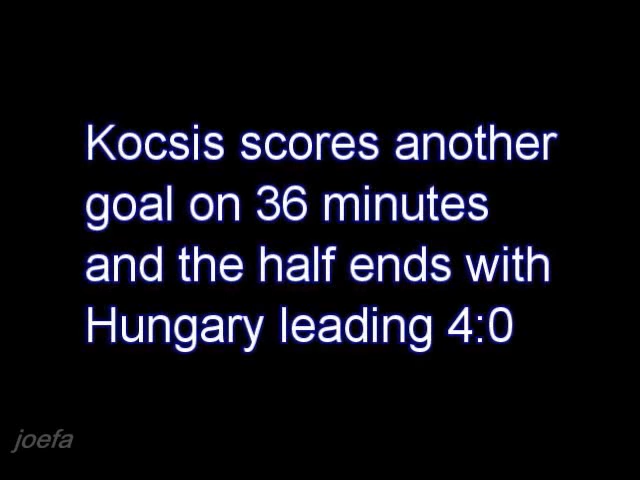 Kocsis scores another
goal on 36 minutes
and the half ends with
Hungary leading 4:0
joefa